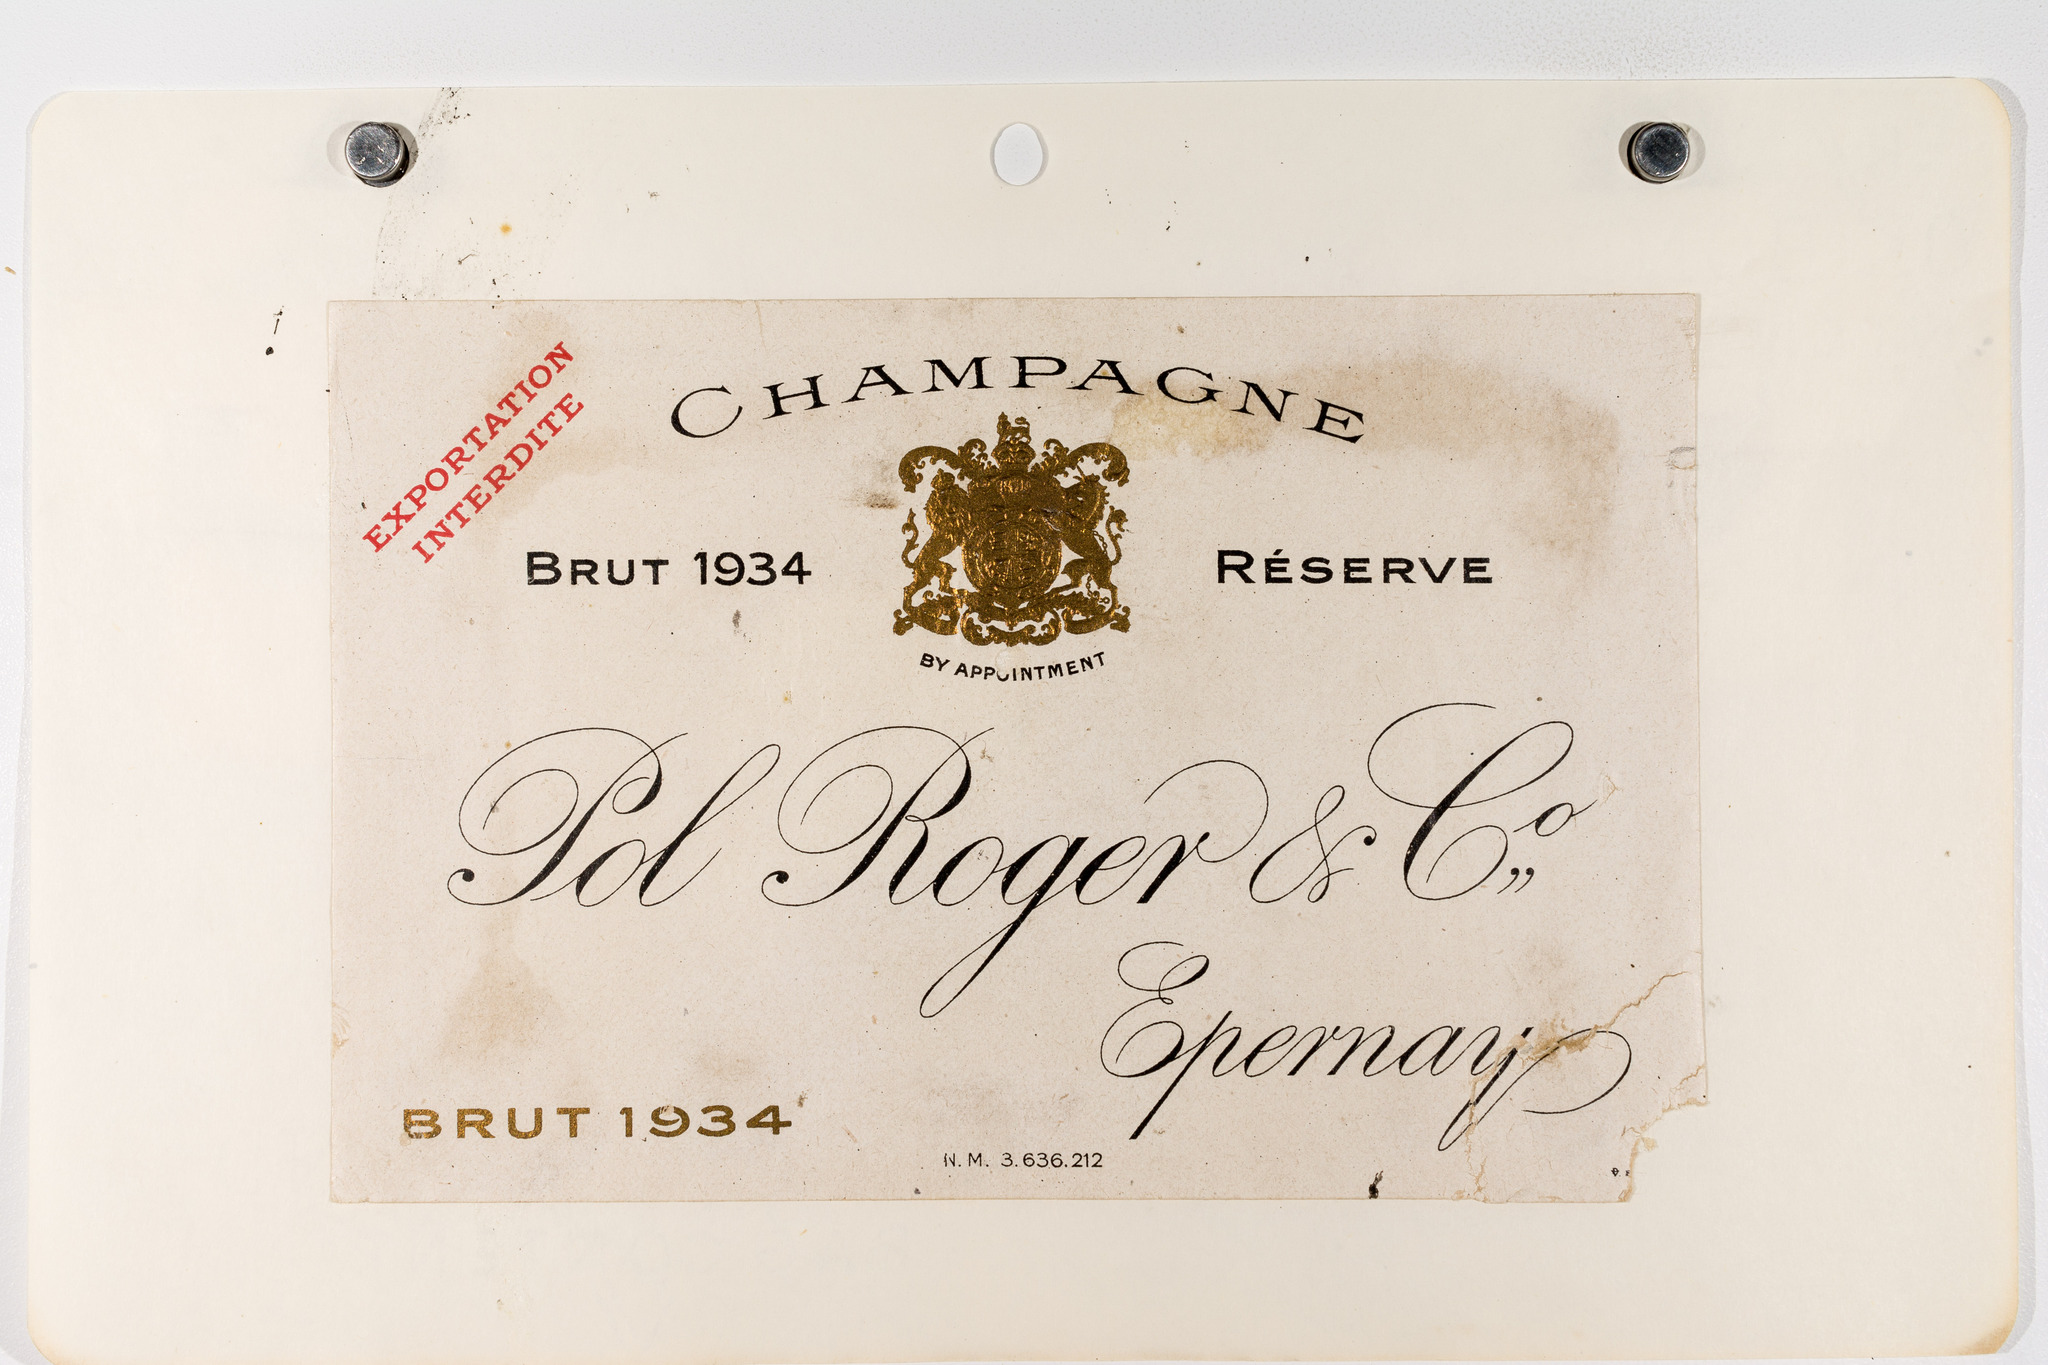 EXPORTATION
INTERDITE
CHAMPAGNE
BRUT 1934
RÉSERVE
BY APPOINTMENT
Pol Roger & Co,,
Epernay
BRUT 1934
N. M. 3.636.212